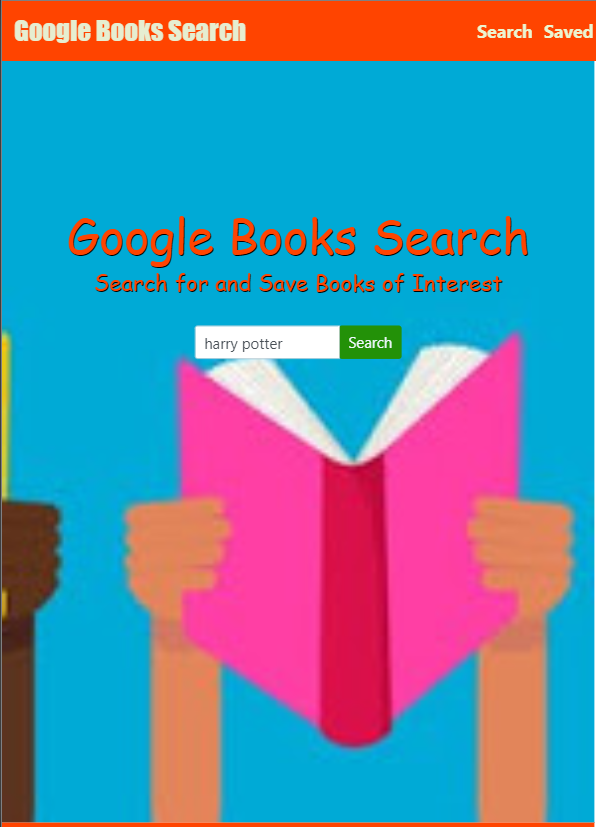 Google Books Search
Search Saved
Google Books Search
Search for and Save Books of Interest
harry potter Search